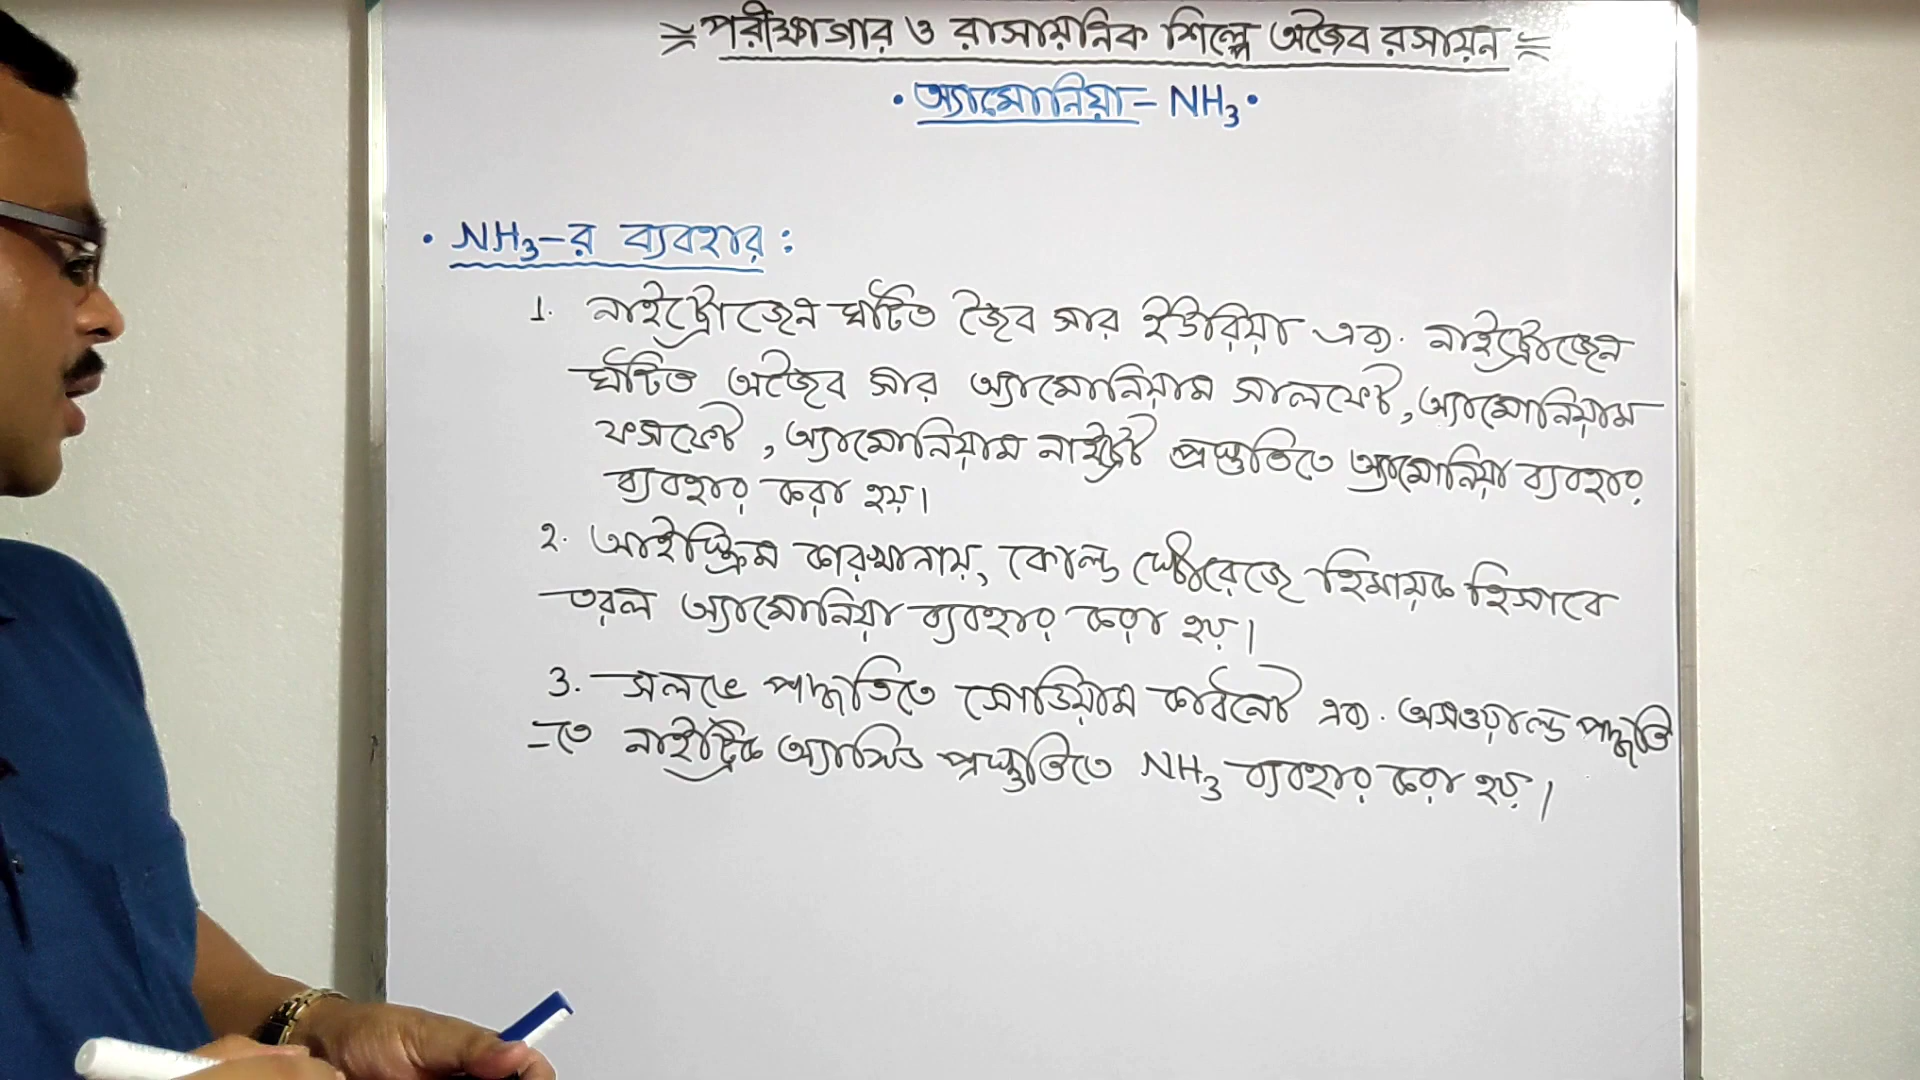 পরীক্ষাগার ও রাসায়নিক শিল্পে অজৈব রসায়ন
• অ্যামোনিয়া - NH₃ •
• NH₃-র ব্যবহার :
1. নাইট্রোজেন ঘটিত জৈব সার ইউরিয়া এবং নাইট্রোজেন
ঘটিত অজৈব সার অ্যামোনিয়াম সালফেট, অ্যামোনিয়াম
ফসফেট, অ্যামোনিয়াম নাইট্রেট প্রস্তুতিতে অ্যামোনিয়া ব্যবহার
ব্যবহার করা হয়।
2. আইসক্রিম কারখানায়, কোল্ড স্টোরেজে হিমায়ক হিসাবে
তরল অ্যামোনিয়া ব্যবহার করা হয়।
3. সলভে পদ্ধতিতে সোডিয়াম কার্বনেট এবং অসওয়াল্ড পদ্ধতি
-তে নাইট্রিক অ্যাসিড প্রস্তুতিতে NH₃ ব্যবহার করা হয়।